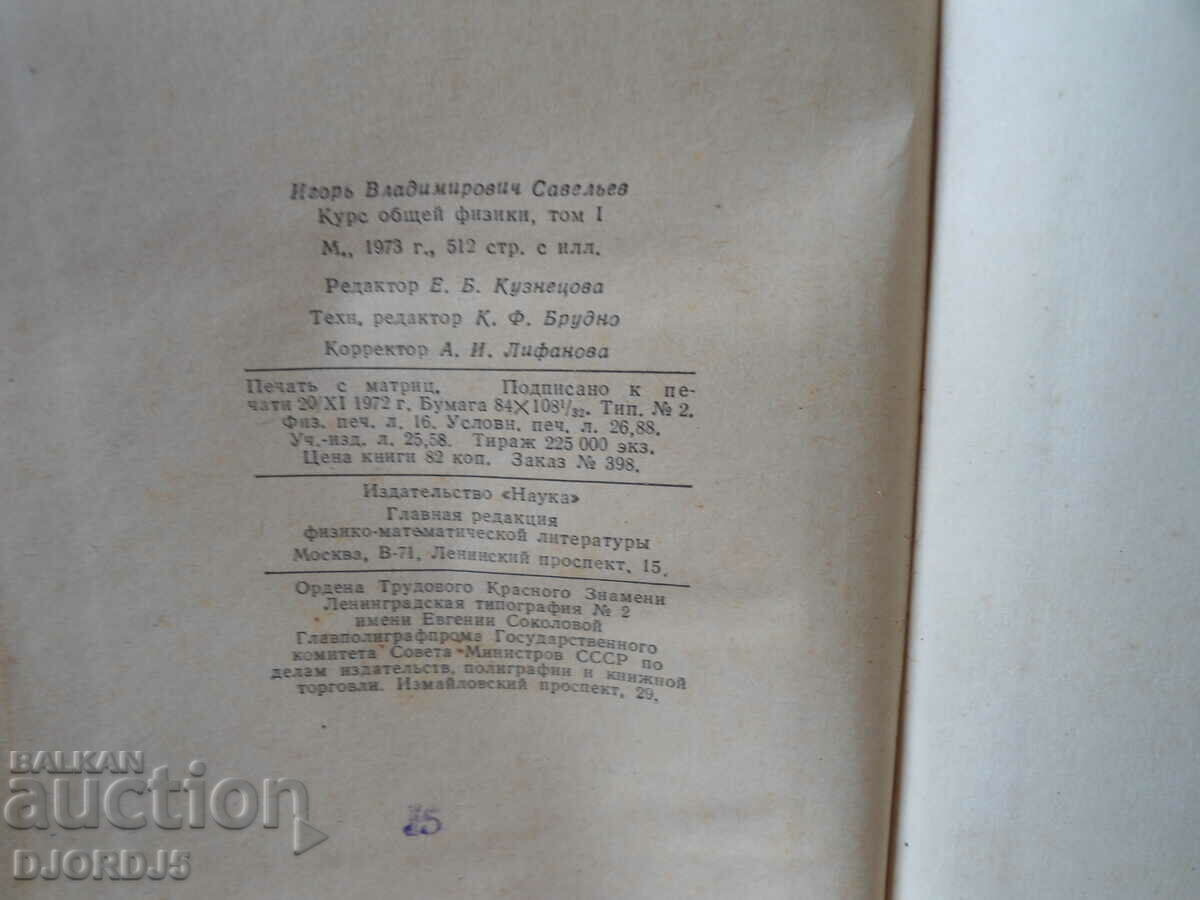 Игорь Владимирович Савельев
Курс общей физики, том I
М., 1973 г., 512 стр. с илл.
Редактор Е. Б. Кузнецова
Техн. редактор К. Ф. Брудно
Корректор А. И. Лифанова
Печать с матриц. Подписано к пе-
чати 20/XI 1972 г. Бумага 84×108¹/₃₂. Тип. № 2.
Физ. печ. л. 16. Условн. печ. л. 26,88.
Уч.-изд. л. 25,58. Тираж 225 000 экз.
Цена книги 82 коп. Заказ № 398.
Издательство «Наука»
Главная редакция
физико-математической литературы
Москва, В-71, Ленинский проспект, 15.
Ордена Трудового Красного Знамени
Ленинградская типография № 2
имени Евгении Соколовой
Главполиграфпрома Государственного
комитета Совета Министров СССР по
делам издательств, полиграфии и книжной
торговли. Измайловский проспект, 29.
BALKAN
auction
DJORDJ5